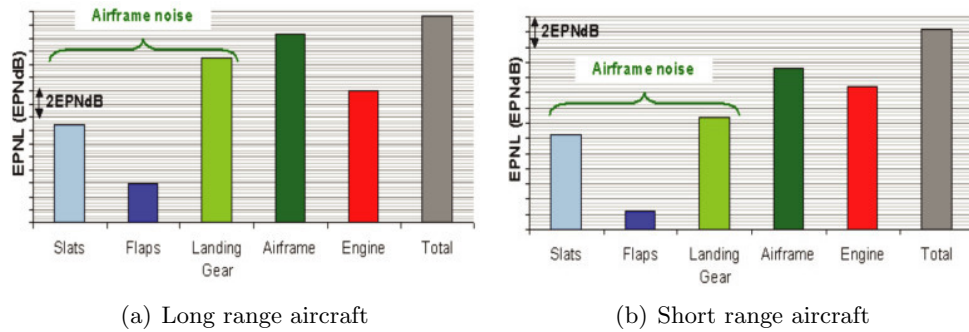 Airframe noise
2EPNdB
EPNL (EPNdB)
Slats Flaps Landing Gear Airframe Engine Total
(a) Long range aircraft
2EPNdB
Airframe noise
EPNL (EPNdB)
Slats Flaps Landing Gear Airframe Engine Total
(b) Short range aircraft